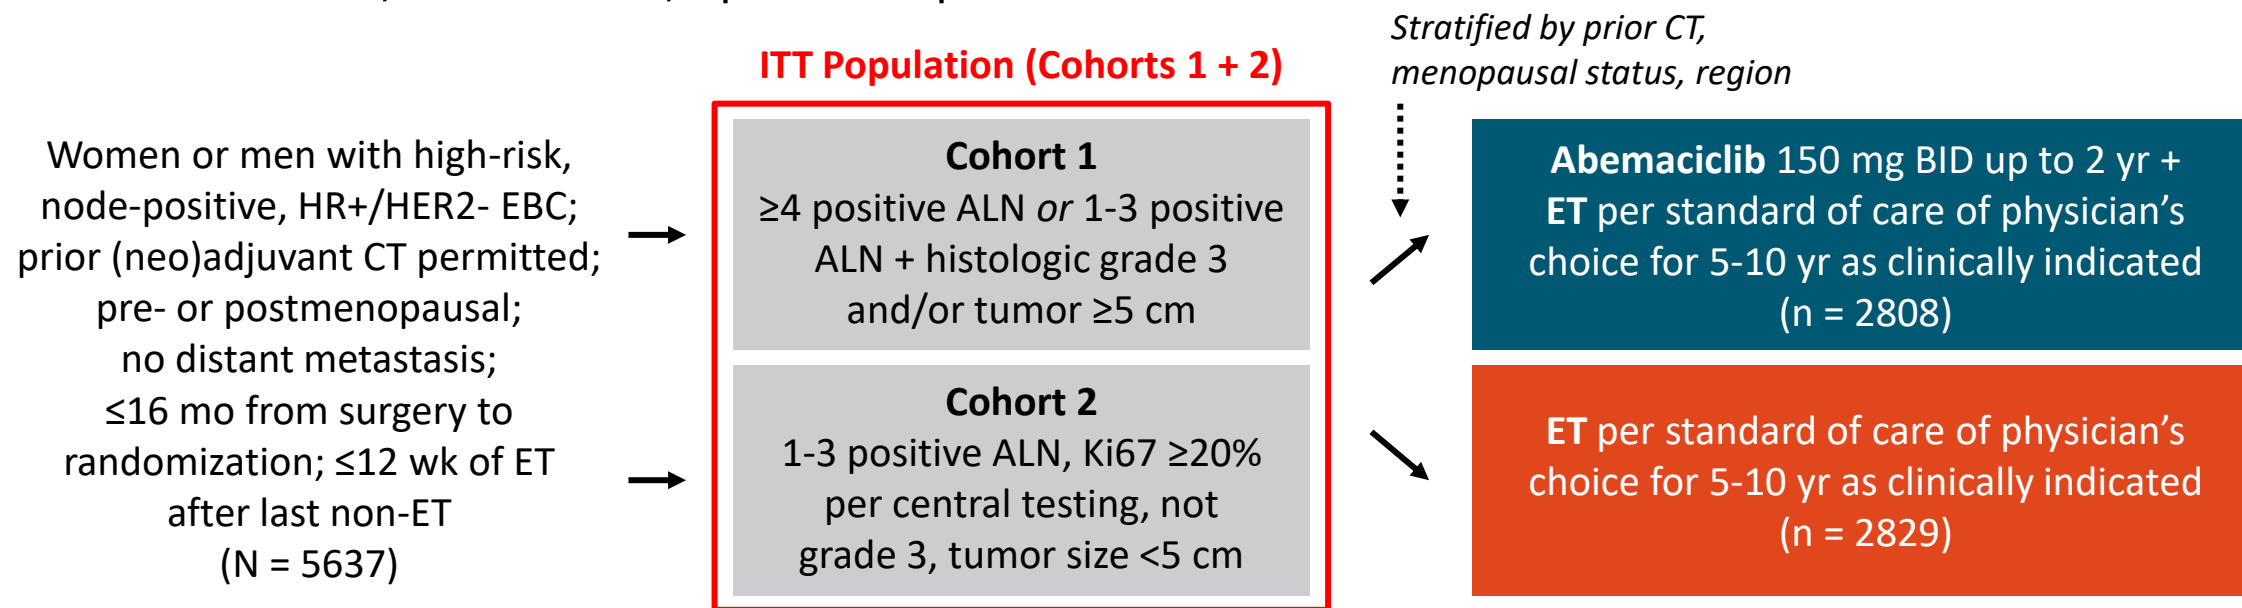 ITT Population (Cohorts 1 + 2)
Stratified by prior CT,
menopausal status, region
Women or men with high-risk,
node-positive, HR+/HER2- EBC;
prior (neo)adjuvant CT permitted;
pre- or postmenopausal;
no distant metastasis;
≤16 mo from surgery to
randomization; ≤12 wk of ET
after last non-ET
(N = 5637)
Cohort 1
≥4 positive ALN or 1-3 positive
ALN + histologic grade 3
and/or tumor ≥5 cm
Cohort 2
1-3 positive ALN, Ki67 ≥20%
per central testing, not
grade 3, tumor size <5 cm
Abemaciclib 150 mg BID up to 2 yr +
ET per standard of care of physician’s
choice for 5-10 yr as clinically indicated
(n = 2808)
ET per standard of care of physician’s
choice for 5-10 yr as clinically indicated
(n = 2829)